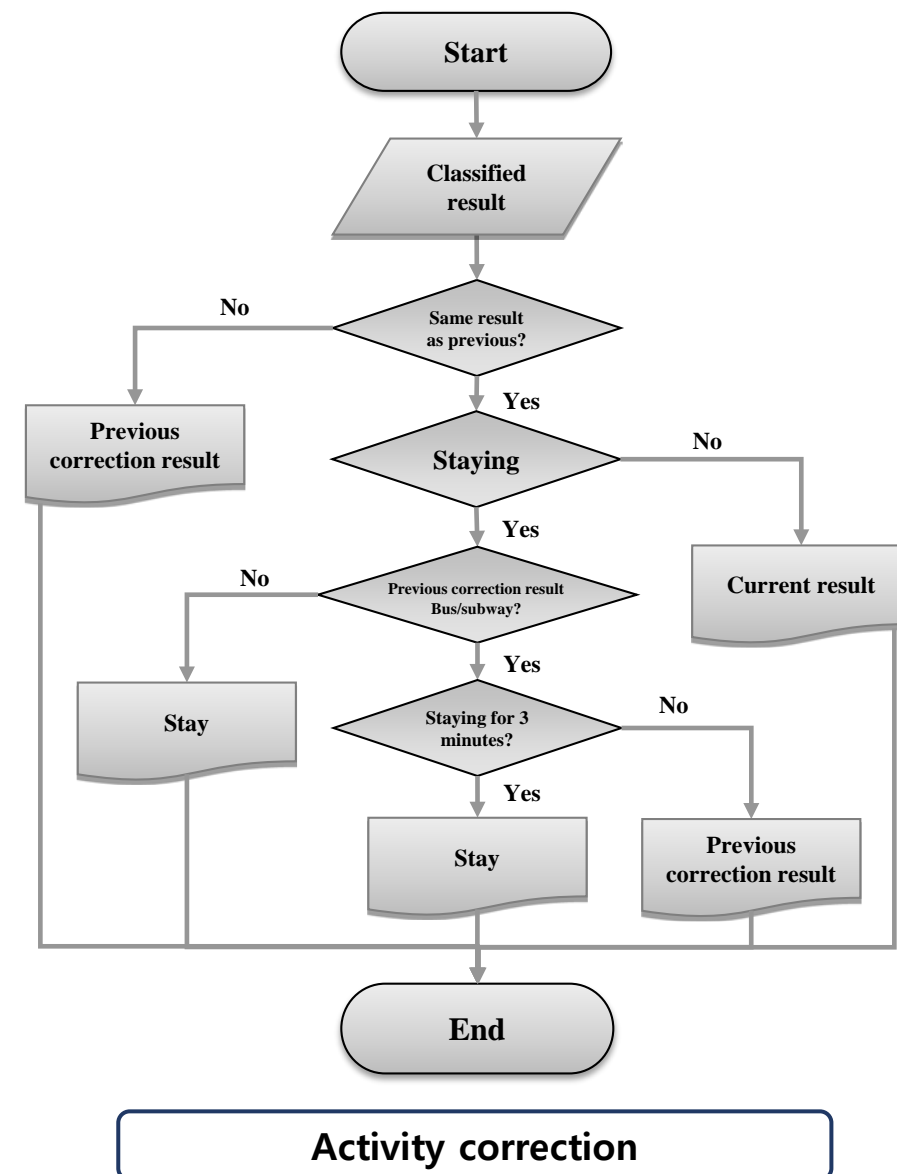 Start
Classified
result
No
Same result
as previous?
Yes
Previous
correction result
Staying
No
Yes
No
Previous correction result
Bus/subway?
Current result
Yes
Stay
Staying for 3
minutes?
No
Yes
Stay
Previous
correction result
End
Activity correction